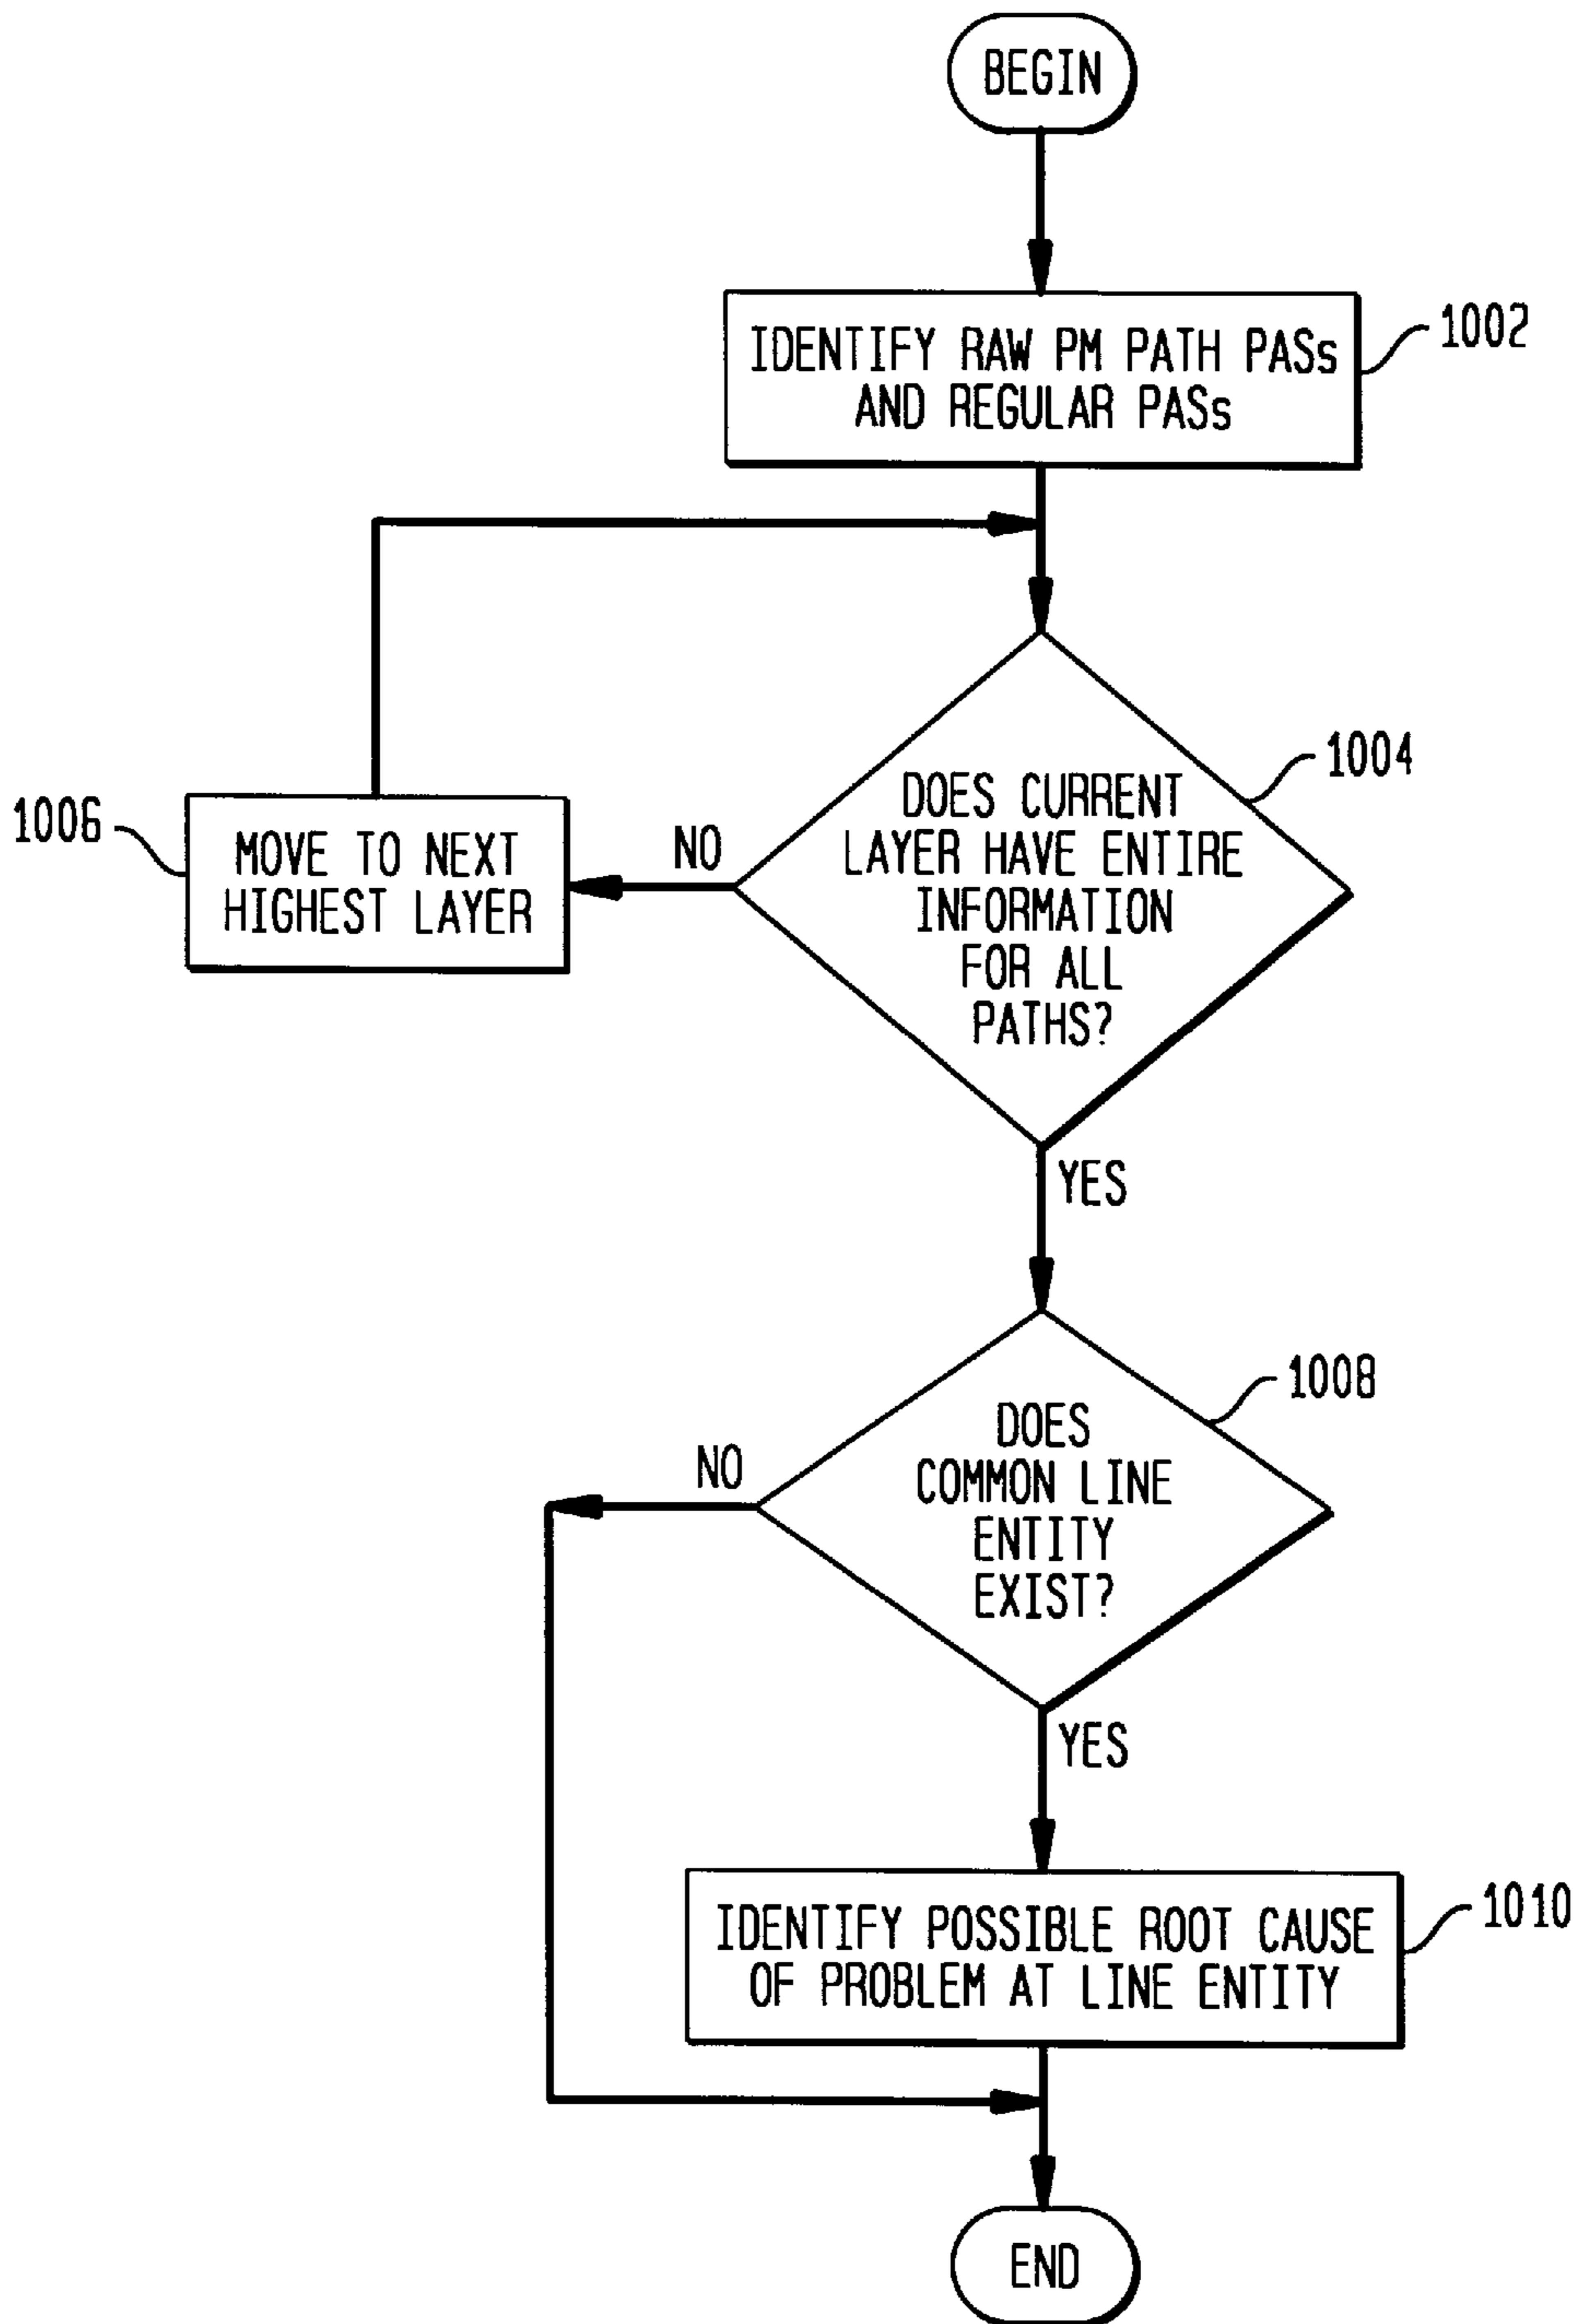 BEGIN
IDENTIFY RAW PM PATH PASs
AND REGULAR PASs
1002
DOES CURRENT
LAYER HAVE ENTIRE
INFORMATION
FOR ALL
PATHS?
1004
NO
1006
MOVE TO NEXT
HIGHEST LAYER
YES
DOES
COMMON LINE
ENTITY
EXIST?
1008
NO
YES
IDENTIFY POSSIBLE ROOT CAUSE
OF PROBLEM AT LINE ENTITY
1010
END